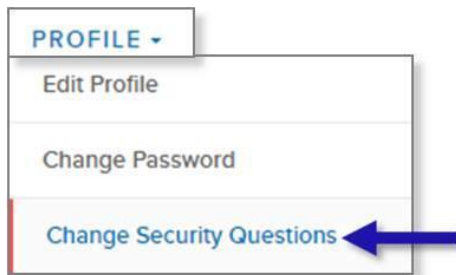 PROFILE
Edit Profile
Change Password
Change Security Questions